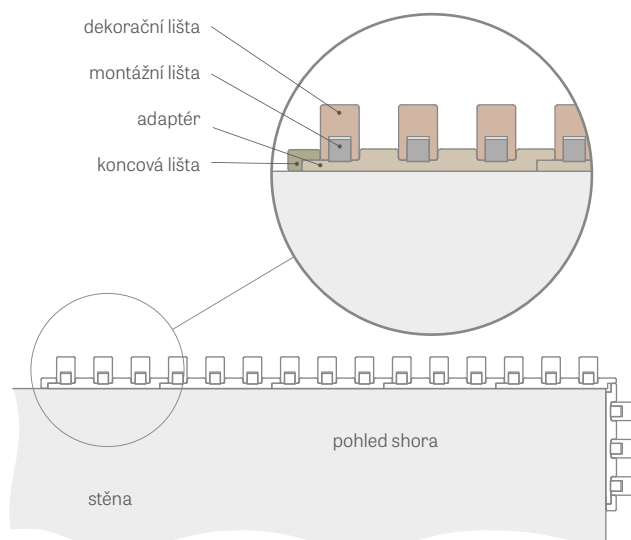 dekorační lišta
montážní lišta
adaptér
koncová lišta
pohled shora
stěna